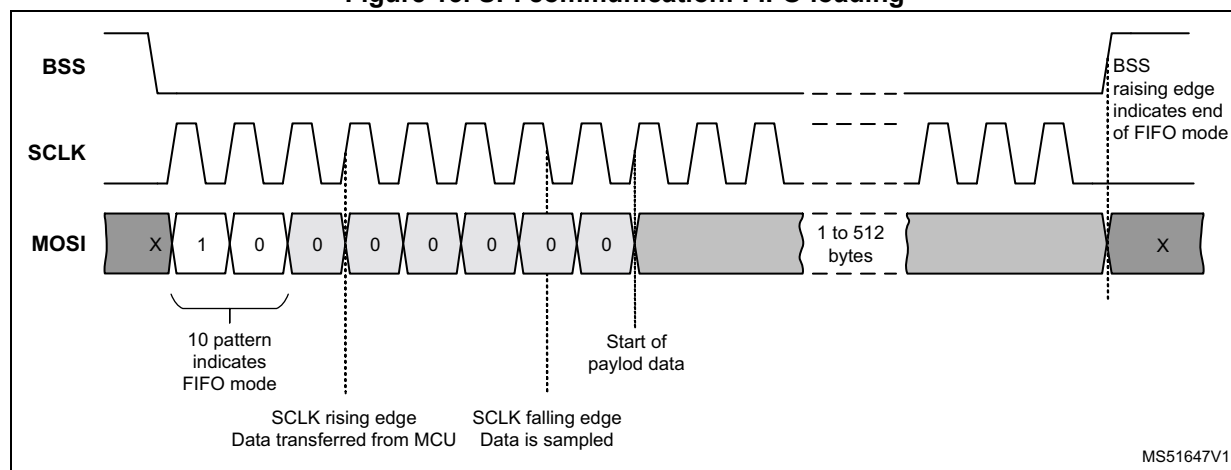 Figure SPI communication: FIFO loading
BSS
BSS
raising edge
indicates end
of FIFO mode
SCLK
MOSI
X 1 0 0 0 0 0 0 0
1 to 512
bytes
X
10 pattern
indicates
FIFO mode
Start of
paylod data
SCLK rising edge
Data transferred from MCU
SCLK falling edge
Data is sampled
MS51647V1